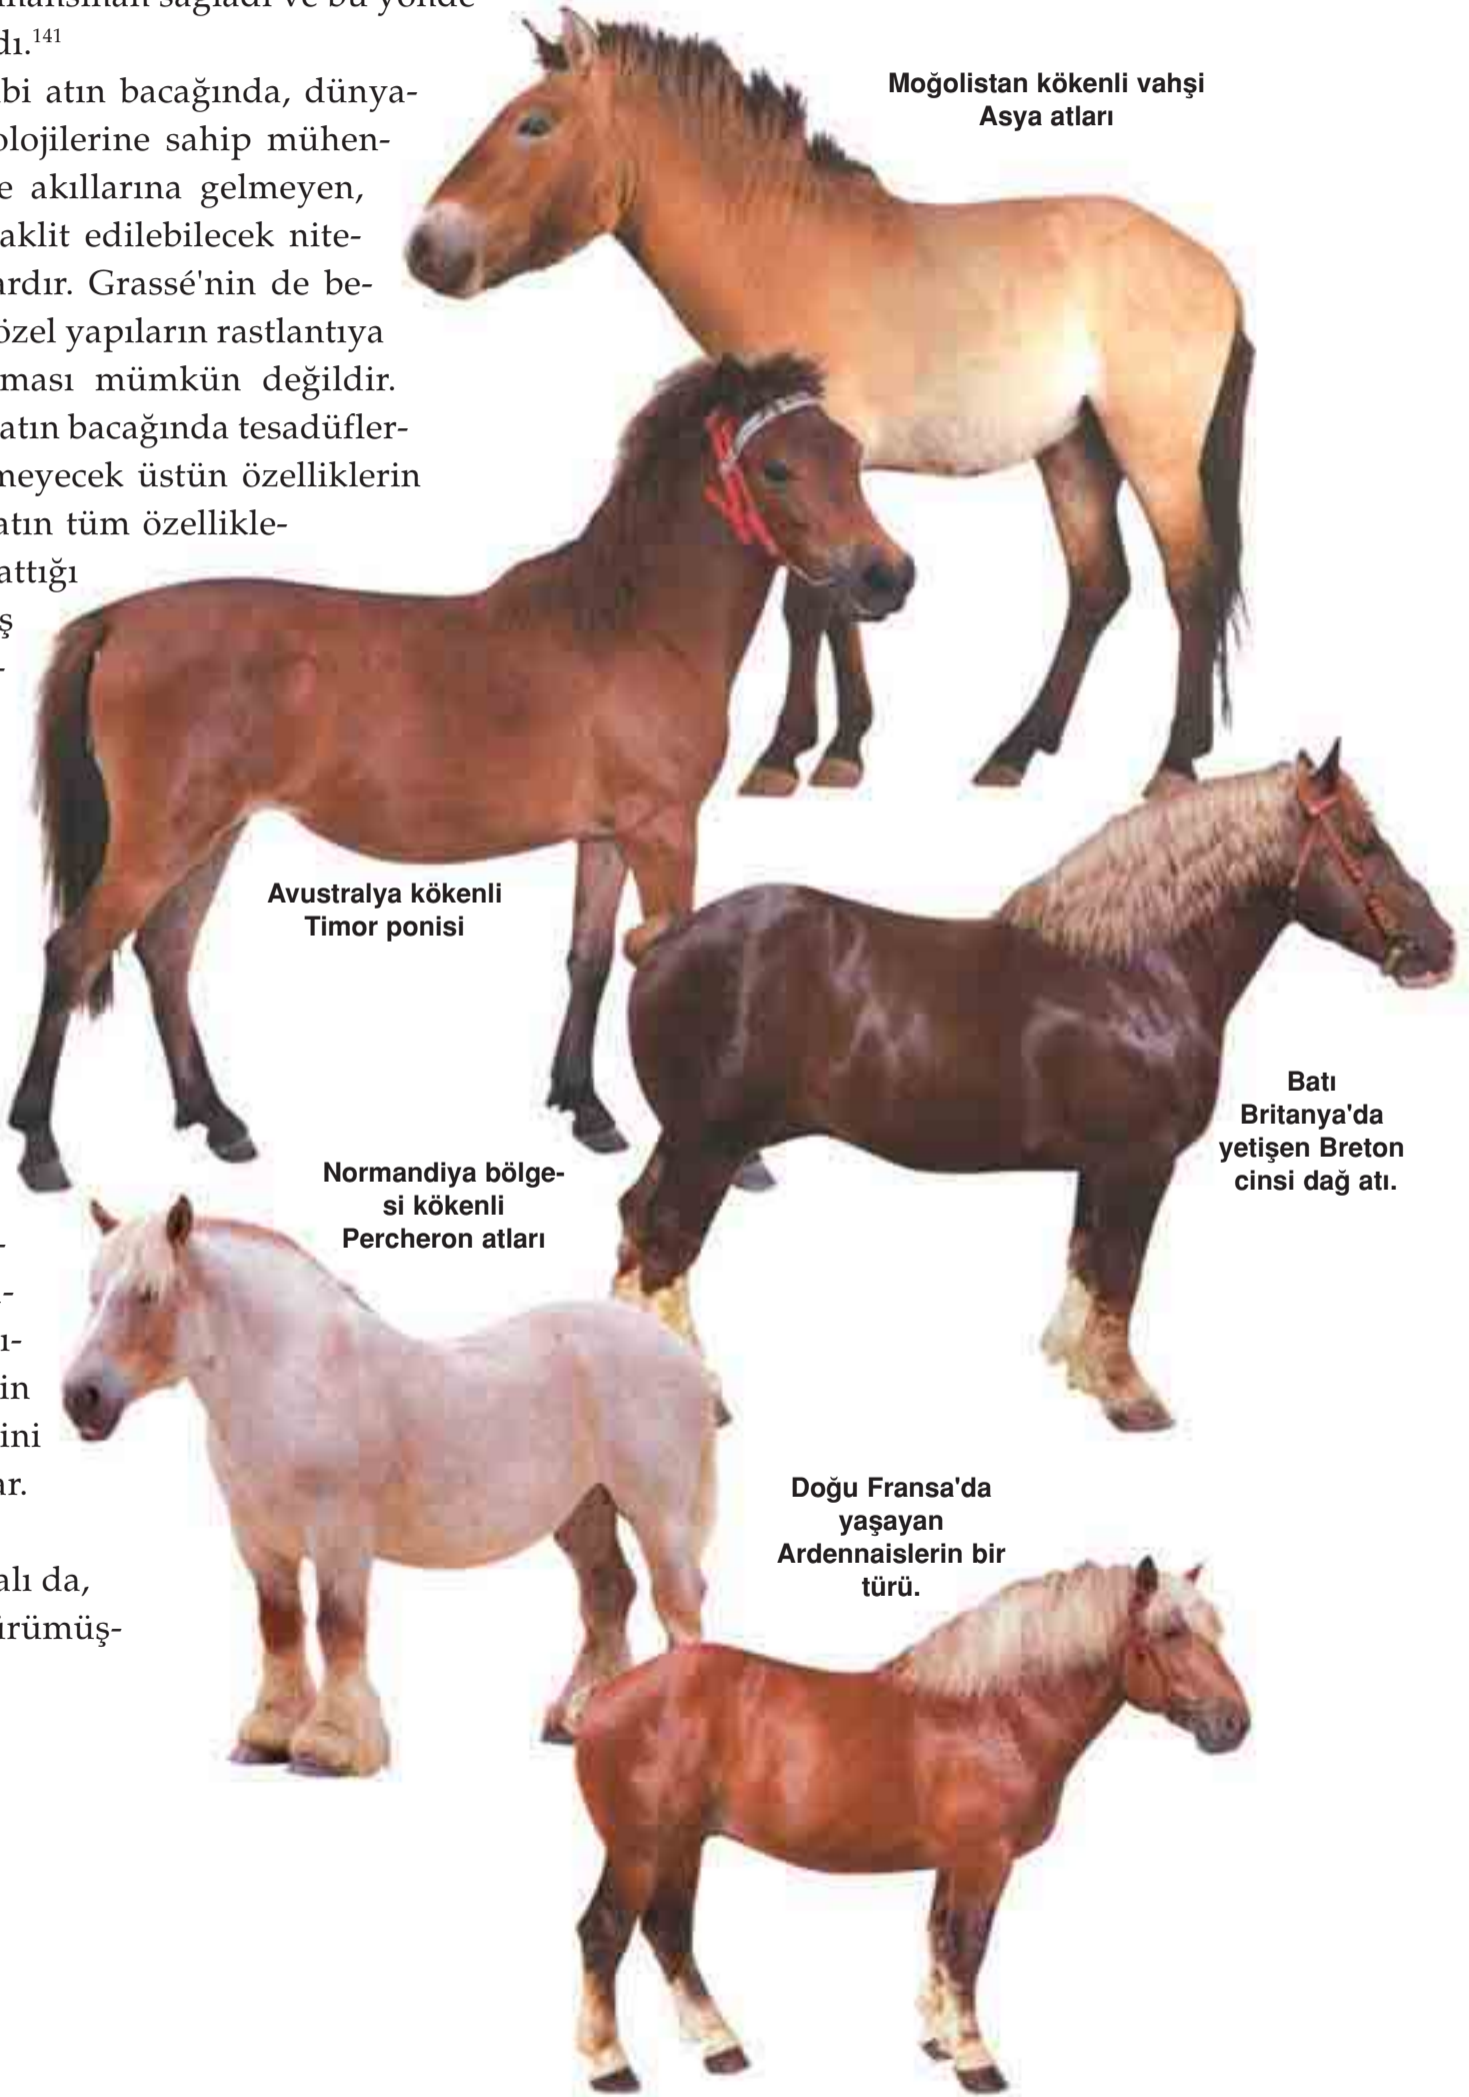 sağladı ve bu yönde
dı.141
bi atın bacağında, dünya-
olojilerine sahip mühen-
e akıllarına gelmeyen,
aklit edilebilecek nite-
ardır. Grassé'nin de be-
özel yapıların rastlantıya
ması mümkün değildir.
atın bacağında tesadüfler-
meyecek üstün özelliklerin
atın tüm özellikle-
attığı
ş
-
Moğolistan kökenli vahşi
Asya atları
Avustralya kökenli
Timor ponisi
Batı
Britanya'da
yetişen Breton
cinsi dağ atı.
Normandiya bölge-
si kökenli
Percheron atları
-
ı-
in
ini
ar.
alı da,
ürümüş-
Doğu Fransa'da
yaşayan
Ardennaislerin bir
türü.